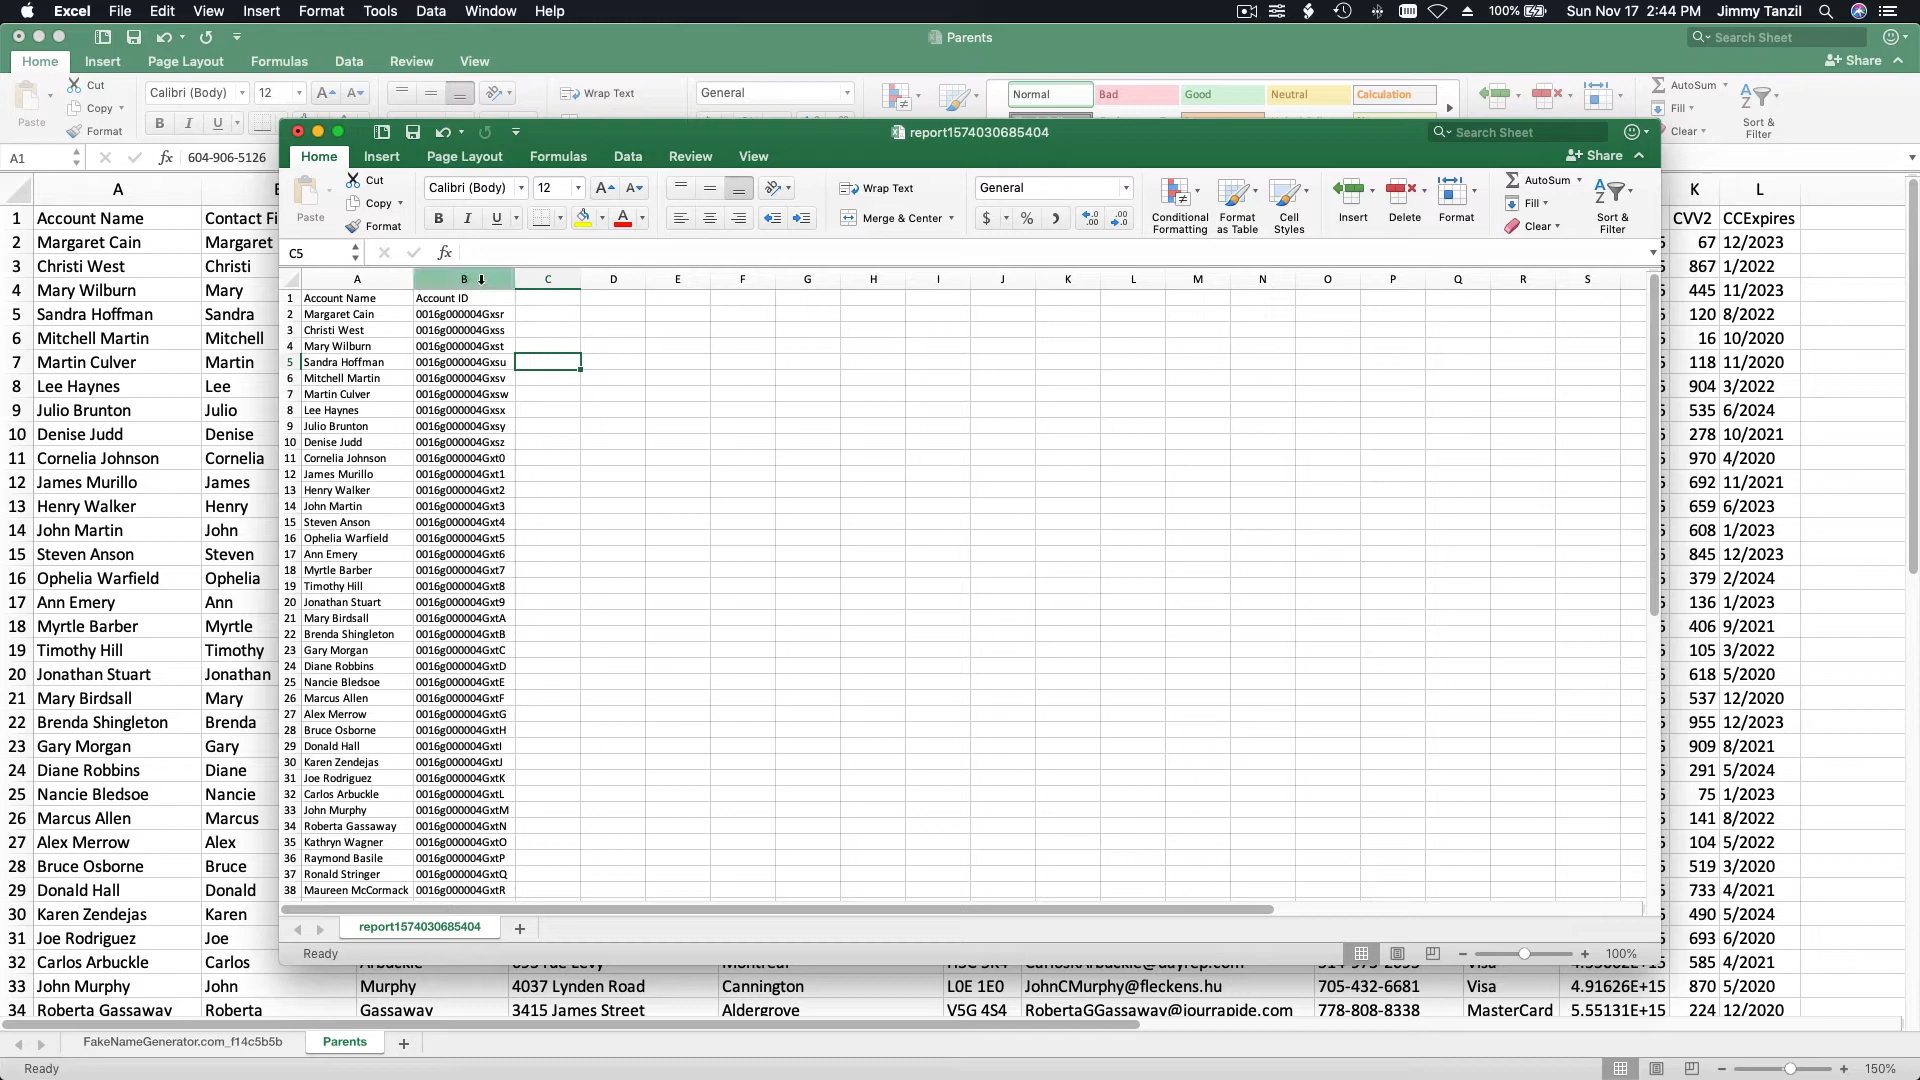 Excel File Edit View Insert Format Tools Data Window Help 100% Sun Nov 17 2:44 PM Jimmy Tanzil
Parents
Search Sheet
Home Insert Page Layout Formulas Data Review View
Share
Paste
Cut
Copy
Format
Calibri (Body) 12
Wrap Text
General
Normal Bad Good Neutral Calculation
AutoSum
Fill
Clear
Sort & Filter
A1 fx 604-906-5126
report1574030685404
Search Sheet
Home Insert Page Layout Formulas Data Review View
Share
Paste
Cut
Copy
Format
Calibri (Body) 12
B I U
Wrap Text
Merge & Center
General
Conditional Formatting
Format as Table
Cell Styles
Insert
Delete
Format
AutoSum
Fill
Clear
Sort & Filter
C5 fx
A B C D E F G H I J K L M N O P Q R S
1 Account Name Account ID
2 Margaret Cain 0016g000004Gxsr
3 Christi West 0016g000004Gxss
4 Mary Wilburn 0016g000004Gxst
5 Sandra Hoffman 0016g000004Gxsu
6 Mitchell Martin 0016g000004Gxsv
7 Martin Culver 0016g000004Gxsw
8 Lee Haynes 0016g000004Gxsx
9 Julio Brunton 0016g000004Gxsy
10 Denise Judd 0016g000004Gxsz
11 Cornelia Johnson 0016g000004Gxt0
12 James Murillo 0016g000004Gxt1
13 Henry Walker 0016g000004Gxt2
14 John Martin 0016g000004Gxt3
15 Steven Anson 0016g000004Gxt4
16 Ophelia Warfield 0016g000004Gxt5
17 Ann Emery 0016g000004Gxt6
18 Myrtle Barber 0016g000004Gxt7
19 Timothy Hill 0016g000004Gxt8
20 Jonathan Stuart 0016g000004Gxt9
21 Mary Birdsall 0016g000004GxtA
22 Brenda Shingleton 0016g000004GxtB
23 Gary Morgan 0016g000004GxtC
24 Diane Robbins 0016g000004GxtD
25 Nancie Bledsoe 0016g000004GxtE
26 Marcus Allen 0016g000004GxtF
27 Alex Merrow 0016g000004GxtG
28 Bruce Osborne 0016g000004GxtH
29 Donald Hall 0016g000004GxtI
30 Karen Zendejas 0016g000004GxtJ
31 Joe Rodriguez 0016g000004GxtK
32 Carlos Arbuckle 0016g000004GxtL
33 John Murphy 0016g000004GxtM
34 Roberta Gassaway 0016g000004GxtN
35 Kathryn Wagner 0016g000004GxtO
36 Raymond Basile 0016g000004GxtP
37 Ronald Stringer 0016g000004GxtQ
38 Maureen McCormack 0016g000004GxtR
report1574030685404
Ready 100%
A K L
1 Account Name Contact Fi CVV2 CCExpires
2 Margaret Cain Margaret 67 12/2023
3 Christi West Christi 867 1/2022
4 Mary Wilburn Mary 445 11/2023
5 Sandra Hoffman Sandra 120 8/2022
6 Mitchell Martin Mitchell 16 10/2020
7 Martin Culver Martin 118 11/2020
8 Lee Haynes Lee 904 3/2022
9 Julio Brunton Julio 535 6/2024
10 Denise Judd Denise 278 10/2021
11 Cornelia Johnson Cornelia 970 4/2020
12 James Murillo James 692 11/2021
13 Henry Walker Henry 659 6/2023
14 John Martin John 608 1/2023
15 Steven Anson Steven 845 12/2023
16 Ophelia Warfield Ophelia 379 2/2024
17 Ann Emery Ann 136 1/2023
18 Myrtle Barber Myrtle 406 9/2021
19 Timothy Hill Timothy 105 3/2022
20 Jonathan Stuart Jonathan 618 5/2020
21 Mary Birdsall Mary 537 12/2020
22 Brenda Shingleton Brenda 955 12/2023
23 Gary Morgan Gary 909 8/2021
24 Diane Robbins Diane 291 5/2024
25 Nancie Bledsoe Nancie 75 1/2023
26 Marcus Allen Marcus 141 8/2022
27 Alex Merrow Alex 104 5/2022
28 Bruce Osborne Bruce 519 3/2020
29 Donald Hall Donald 733 4/2021
30 Karen Zendejas Karen 490 5/2024
31 Joe Rodriguez Joe 693 6/2020
32 Carlos Arbuckle Carlos 585 4/2021
33 John Murphy John Murphy 4037 Lynden Road Cannington L0E 1E0 JohnCMurphy@fleckens.hu 705-432-6681 Visa 4.91626E+15 870 5/2020
34 Roberta Gassaway Roberta Gassaway 3415 James Street Aldergrove V5G 4S4 RobertaGGassaway@jourrapide.com 778-808-8338 MasterCard 5.55131E+15 224 12/2020
FakeNameGenerator.com_f14c5b5b Parents
Ready 150%